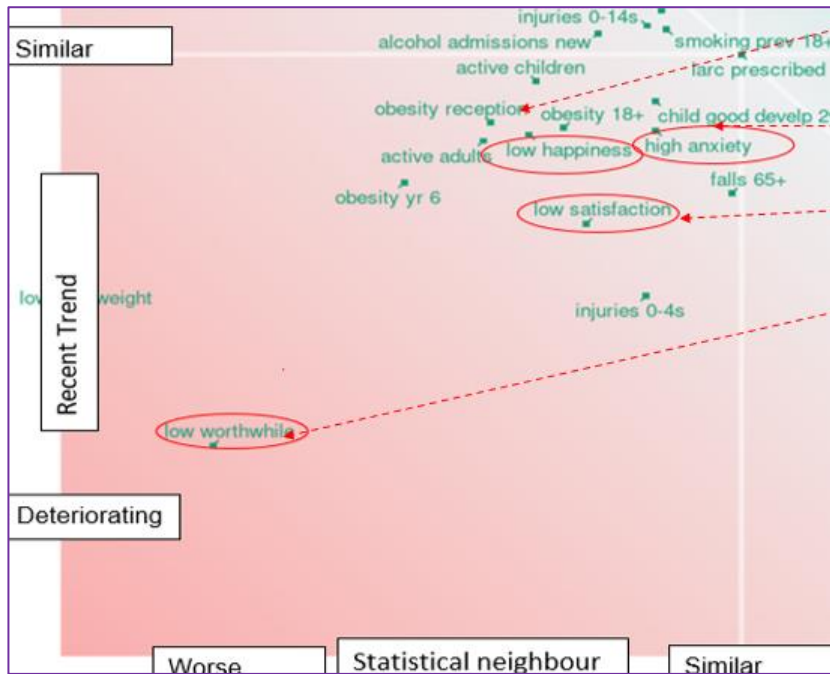 injuries 0-14s
Similar
alcohol admissions new
smoking prev 18+
active children
larc prescribed
obesity reception
obesity 18+
child good develp 2
active adults
low happiness
high anxiety
obesity yr 6
falls 65+
low satisfaction
Recent Trend
weight
injuries 0-4s
low worthwhile
Deteriorating
Worse
Statistical neighbour
Similar